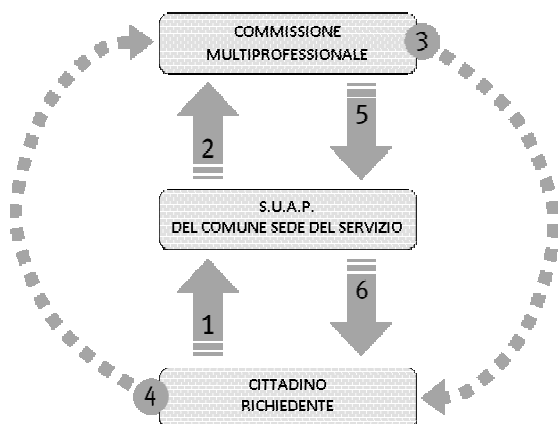 COMMISSIONE
MULTIPROFESSIONALE
3
2
5
S.U.A.P.
DEL COMUNE SEDE DEL SERVIZIO
1
6
4
CITTADINO
RICHIEDENTE